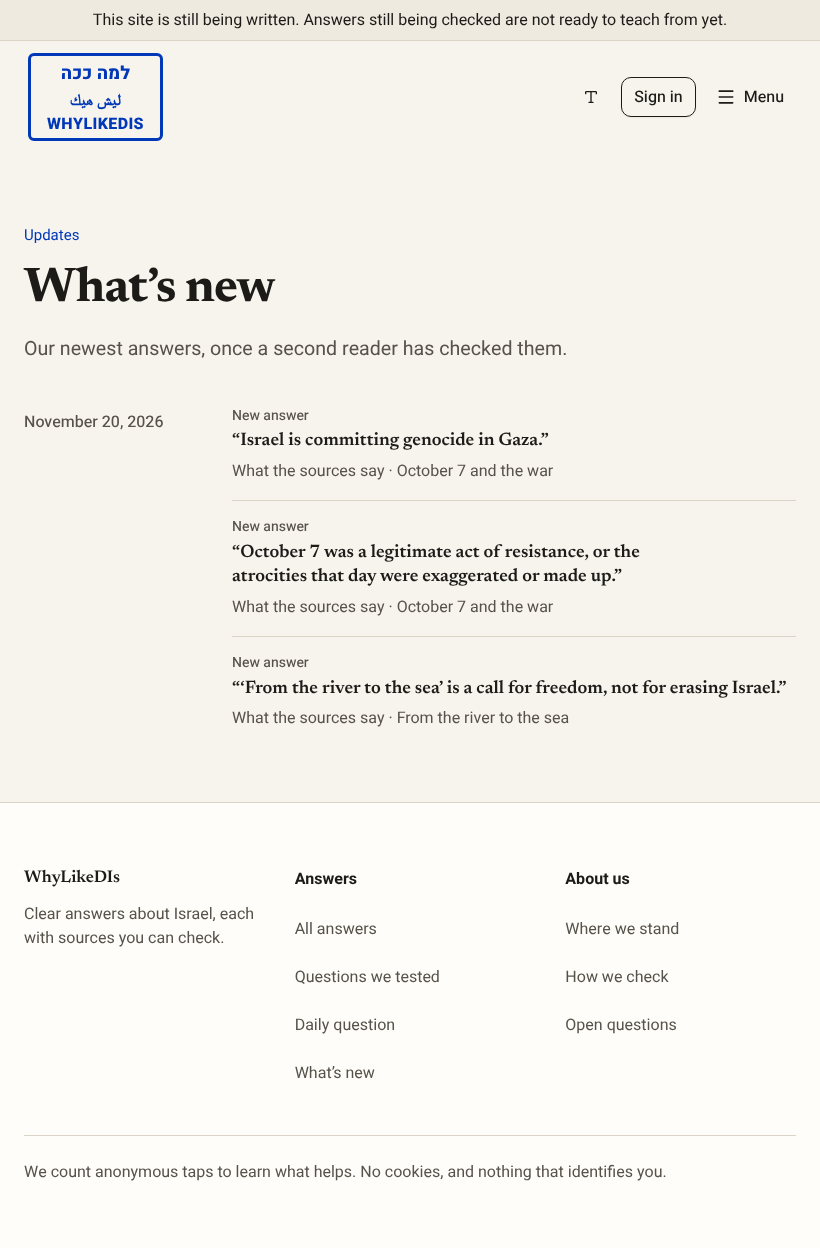 This site is still being written. Answers still being checked are not ready to teach from yet.
למה ככה
ليش هيك
WHYLIKEDIS
T
Sign in
Menu
Updates
What’s new
Our newest answers, once a second reader has checked them.
November 20, 2026
New answer
“Israel is committing genocide in Gaza.”
What the sources say · October 7 and the war
New answer
“October 7 was a legitimate act of resistance, or the
atrocities that day were exaggerated or made up.”
What the sources say · October 7 and the war
New answer
“‘From the river to the sea’ is a call for freedom, not for erasing Israel.”
What the sources say · From the river to the sea
WhyLikeDIs
Clear answers about Israel, each
with sources you can check.
Answers
All answers
Questions we tested
Daily question
What’s new
About us
Where we stand
How we check
Open questions
We count anonymous taps to learn what helps. No cookies, and nothing that identifies you.